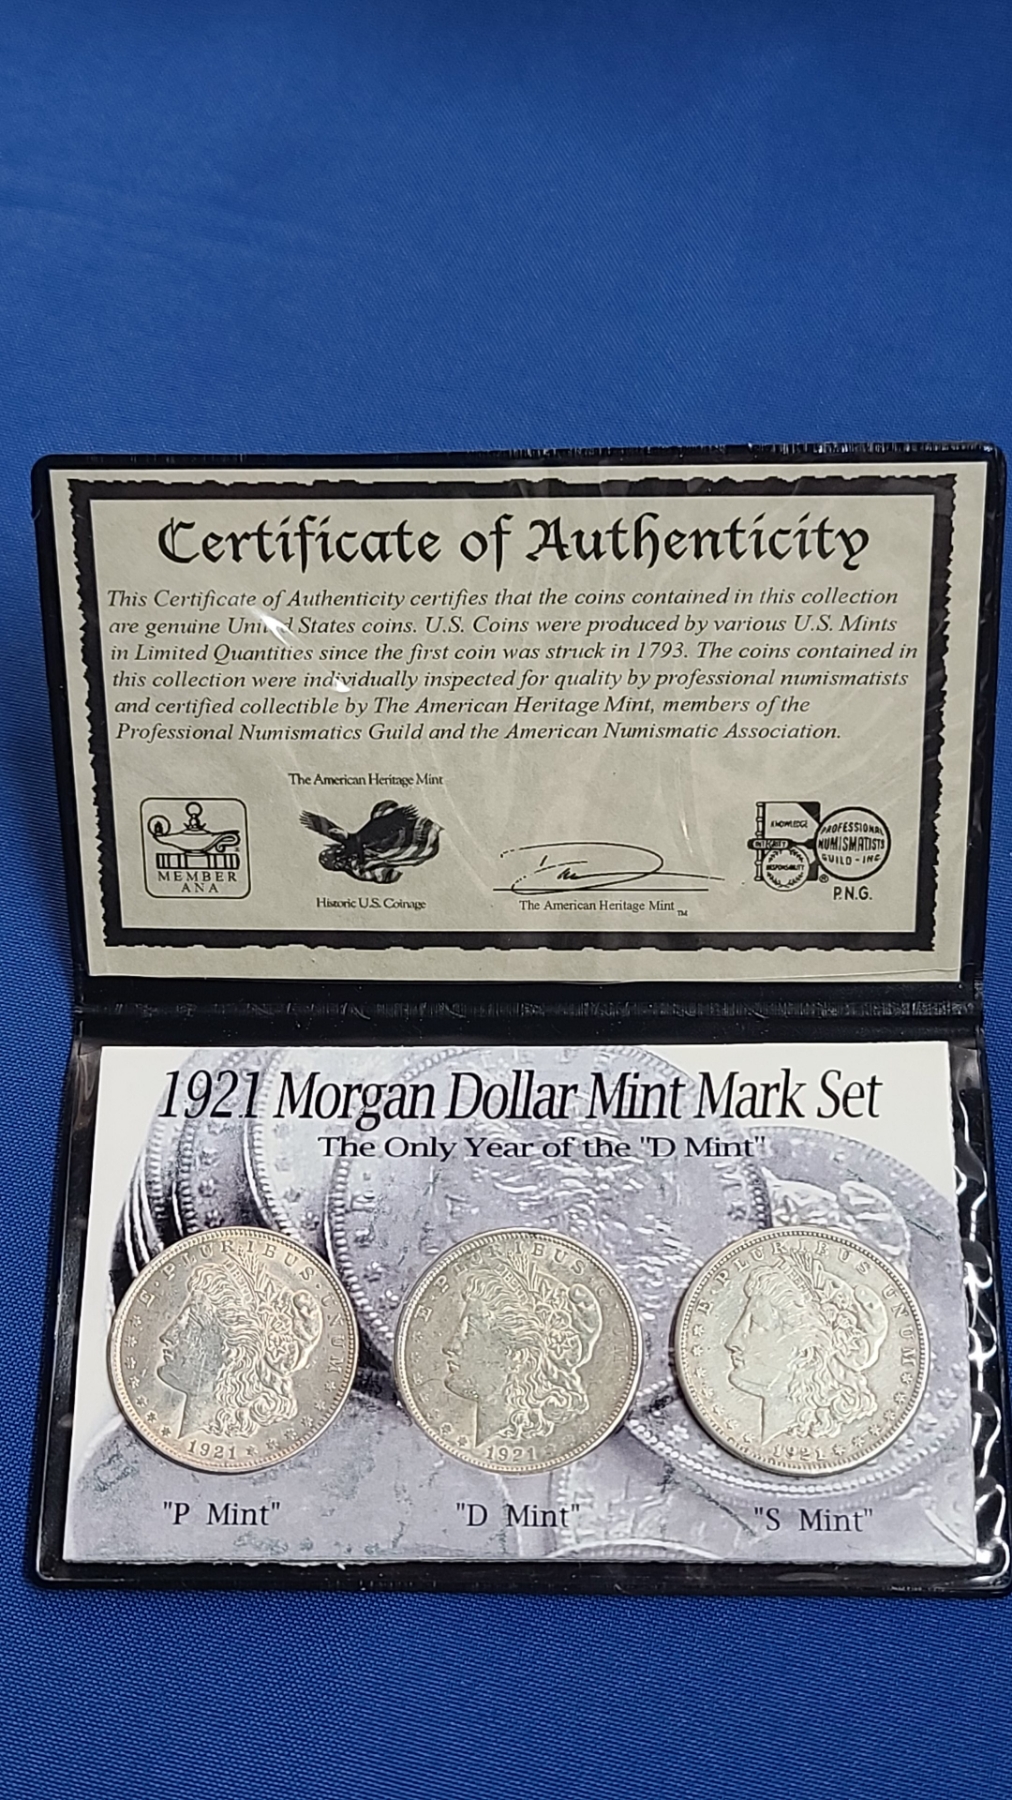 Certificate of Authenticity
This Certificate of Authenticity certifies that the coins contained in this collection
are genuine United States coins. U.S. Coins were produced by various U.S. Mints
in Limited Quantities since the first coin was struck in 1793. The coins contained in
this collection were individually inspected for quality by professional numismatists
and certified collectible by The American Heritage Mint, members of the
Professional Numismatics Guild and the American Numismatic Association.
The American Heritage Mint
MEMBER
ANA
Historic U.S. Coinage
The American Heritage Mint TM
KNOWLEDGE
INTEGRITY
RESPONSIBILITY
PROFESSIONAL
NUMISMATISTS
GUILD - INC
®
P.N.G.
1921 Morgan Dollar Mint Mark Set
The Only Year of the "D Mint"
E·PLURIBUS·UNUM
1921
E·PLURIBUS
1921
E·PLURIBUS UNUM
1921
"P Mint"
"D Mint"
"S Mint"